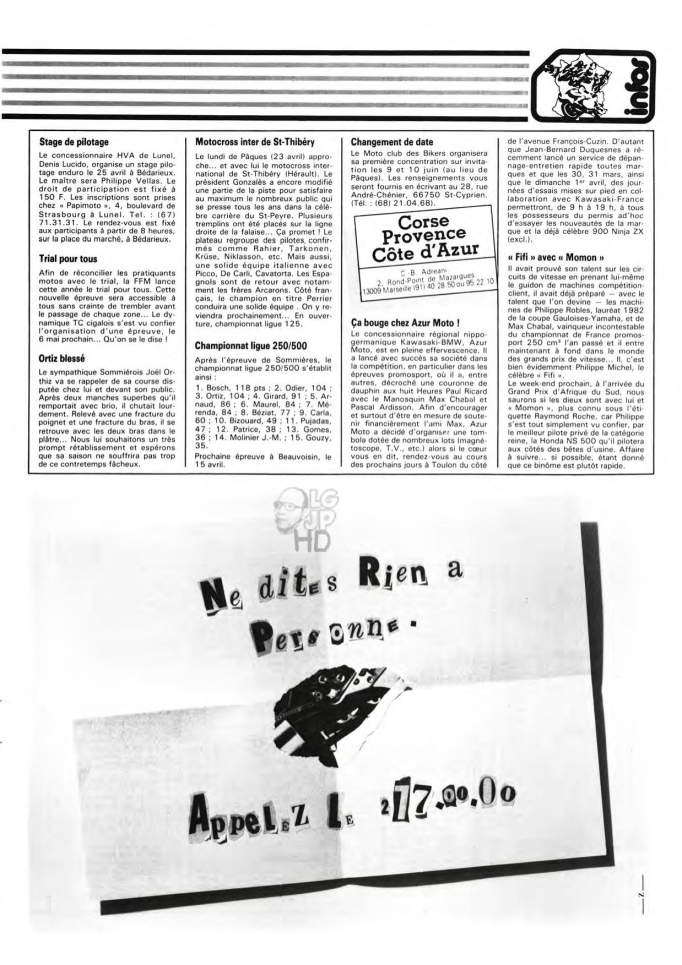 infos
Stage de pilotage
Le concessionnaire HVA de Lunel,
Denis Lucido, organise un stage pilo-
tage enduro le 25 avril à Bédarieux.
Le maître sera Philippe Vellas. Le
droit de participation est fixé à
150 F. Les inscriptions sont prises
chez « Papimoto », 4, boulevard de
Strasbourg à Lunel. Tel. : (67)
71.31.31. Le rendez-vous est fixé
aux participants à partir de 8 heures,
sur la place du marché, à Bédarieux.
Trial pour tous
Afin de réconcilier les pratiquants
motos avec le trial, la FFM lance
cette année le trial pour tous. Cette
nouvelle épreuve sera accessible à
tous sans crainte de trembler avant
le passage de chaque zone... Le dy-
namique TC cigalois s'est vu confier
l'organisation d'une épreuve, le
6 mai prochain... Qu'on se le dise !
Ortiz blessé
Le sympathique Sommiérois Joël Or-
thiz va se rappeler de sa course dis-
putée chez lui et devant son public.
Après deux manches superbes qu'il
remportait avec brio, il chutait lour-
dement. Relevé avec une fracture du
poignet et une fracture du bras, il se
retrouve avec les deux bras dans le
plâtre... Nous lui souhaitons un très
prompt rétablissement et espérons
que sa saison ne souffrira pas trop
de ce contretemps fâcheux.
Motocross inter de St-Thibéry
Le lundi de Pâques (23 avril) appro-
che... et avec lui le motocross inter-
national de St-Thibéry (Hérault). Le
président Gonzalès a encore modifié
une partie de la piste pour satisfaire
au maximum le nombreux public qui
se presse tous les ans dans la célè-
bre carrière du St-Peyre. Plusieurs
tremplins ont été placés sur la ligne
droite de la falaise... Ça promet ! Le
plateau regroupe des pilotes confir-
més comme Rahier, Tarkonen,
Krüse, Niklasson, etc. Mais aussi,
une solide équipe italienne avec
Picco, De Carli, Cavatorta. Les Espa-
gnols sont de retour avec notam-
ment les frères Arcarons. Côté fran-
çais, le champion en titre Perrier
conduira une solide équipe . On y re-
viendra prochainement... En ouver-
ture, championnat ligue 125.
Championnat ligue 250/500
Après l'épreuve de Sommières, le
championnat ligue 250/500 s'établit
ainsi :
1. Bosch, 118 pts ; 2. Odier, 104 ;
3. Ortiz, 104 ; 4. Girard, 91 ; 5. Ar-
naud, 86 ; 6. Maurel, 84 ; 7. Mé-
renda, 84 ; 8. Béziat, 77 ; 9. Carla,
60 ; 10. Bizouard, 49 ; 11. Pujadas,
47 ; 12. Patrice, 38 ; 13. Gomes,
36 ; 14. Molinier J.-M. ; 15. Gouzy,
35.
Prochaine épreuve à Beauvoisin, le
15 avril.
Changement de date
Le Moto club des Bikers organisera
sa première concentration sur invita-
tion les 9 et 10 juin (au lieu de
Pâques). Les renseignements vous
seront fournis en écrivant au 28, rue
André-Chénier, 66750 St-Cyprien.
(Tél. : (68) 21.04.68).
Corse
Provence
Côte d'Azur
C.-B. Adreani
2, Rond-Point de Mazargues
13009 Marseille (91) 40 28.50 ou 95 22 10
Ça bouge chez Azur Moto !
Le concessionnaire régional nippo-
germanique Kawasaki-BMW, Azur
Moto, est en pleine effervescence. Il
a lancé avec succès sa société dans
la compétition, en particulier dans les
épreuves promosport, où il a, entre
autres, décroché une couronne de
dauphin aux huit Heures Paul Ricard
avec le Manosquin Max Chabal et
Pascal Ardisson. Afin d'encourager
et surtout d'être en mesure de soute-
nir financièrement l'ami Max, Azur
Moto a décidé d'organiser une tom-
bola dotée de nombreux lots (magné-
toscope, T.V., etc.) alors si le cœur
vous en dit, rendez-vous au cours
des prochains jours à Toulon du côté
de l'avenue François-Cuzin. D'autant
que Jean-Bernard Duquesnes a ré-
cemment lancé un service de dépan-
nage-entretien rapide toutes mar-
ques et que les 30, 31 mars, ainsi
que le dimanche 1er avril, des jour-
nées d'essais mises sur pied en col-
laboration avec Kawasaki-France
permettront, de 9 h à 19 h, à tous
les possesseurs du permis ad'hoc
d'essayer les nouveautés de la mar-
que et la déjà célèbre 900 Ninja ZX
(excl.).
« Fifi » avec « Momon »
Il avait prouvé son talent sur les cir-
cuits de vitesse en prenant lui-même
le guidon de machines compétition-
client, il avait déjà préparé — avec le
talent que l'on devine — les machi-
nes de Philippe Robles, lauréat 1982
de la coupe Gauloises-Yamaha, et de
Max Chabal, vainqueur incontestable
du championnat de France promos-
port 250 cm³ l'an passé et il entre
maintenant à fond dans le monde
des grands prix de vitesse... Il, c'est
bien évidemment Philippe Michel, le
célèbre « Fifi ».
Le week-end prochain, à l'arrivée du
Grand Prix d'Afrique du Sud, nous
saurons si les dieux sont avec lui et
« Momon », plus connu sous l'éti-
quette Raymond Roche, car Philippe
s'est tout simplement vu confier, par
le meilleur pilote privé de la catégorie
reine, la Honda NS 500 qu'il pilotera
aux côtés des bêtes d'usine. Affaire
à suivre... si possible, étant donné
que ce binôme est plutôt rapide.
LG
JP
HD
Ne dites Rien a
Personne.
Appelez Le 217.00.00
2